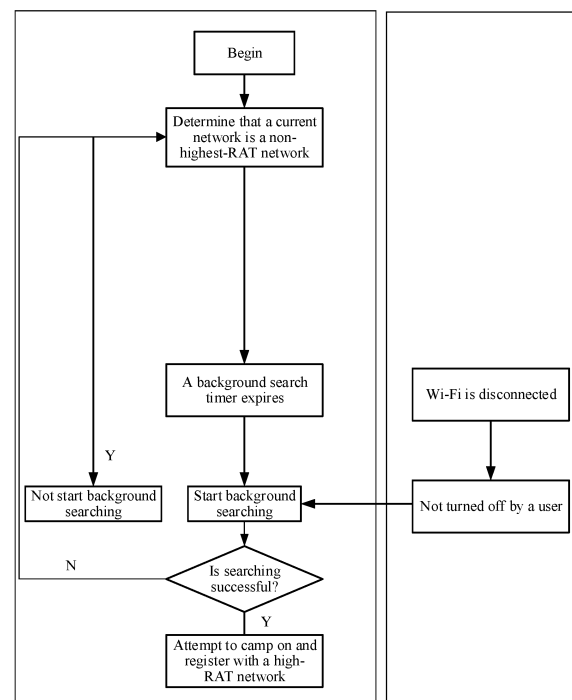 Begin
Determine that a current
network is a non-
highest-RAT network
A background search
timer expires
Wi-Fi is disconnected
Y
Not start background
searching
Start background
searching
Not turned off by a user
N
Is searching
successful?
Y
Attempt to camp on and
register with a high-
RAT network